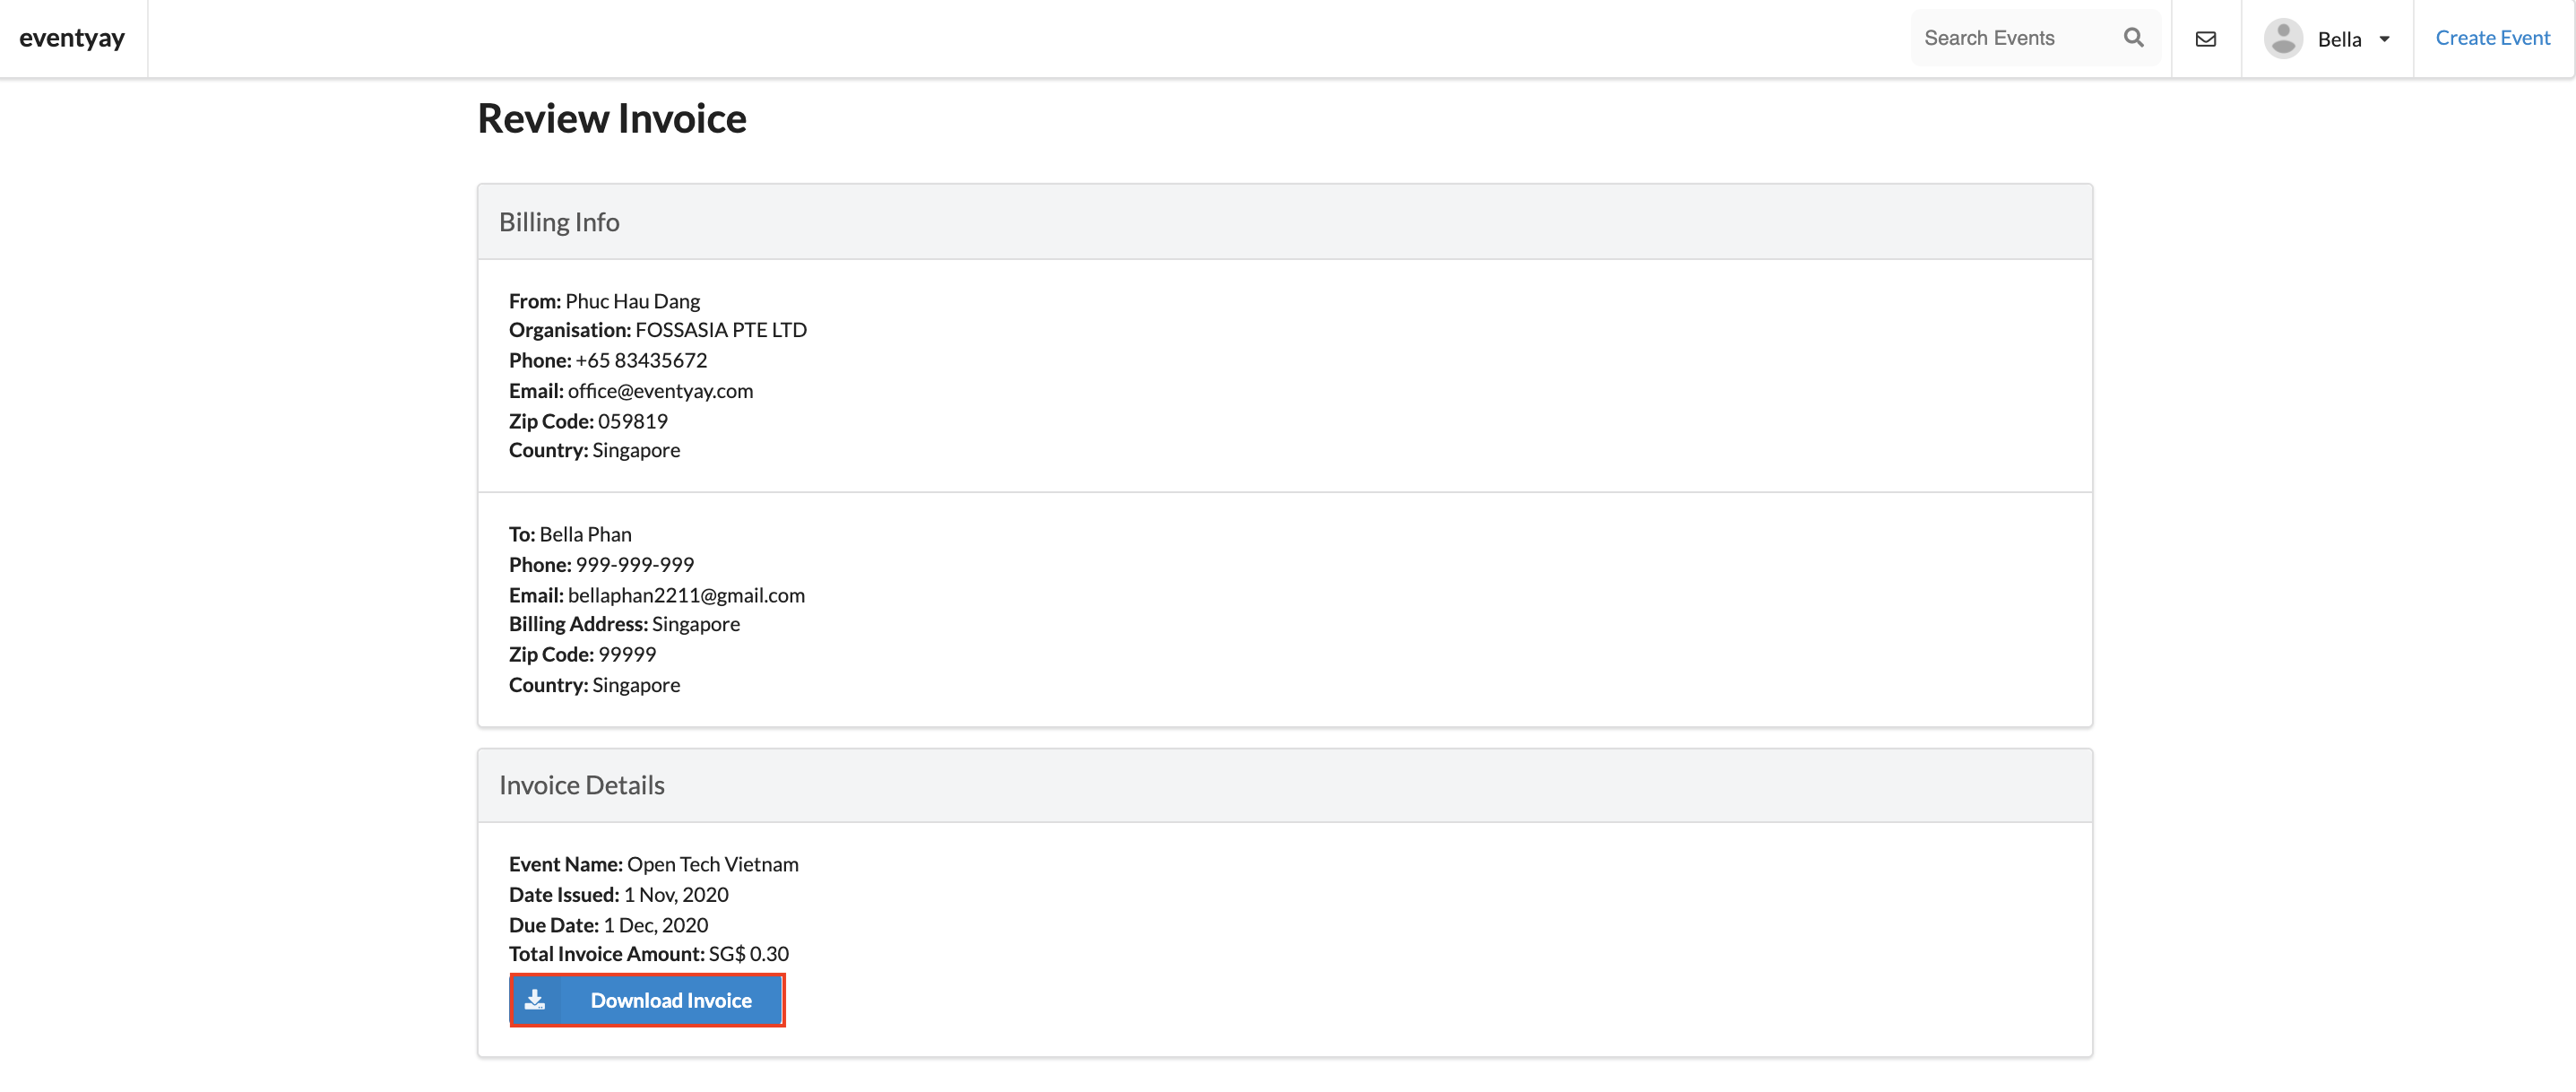 eventyay
Search Events
Bella
Create Event
Review Invoice
Billing Info
From: Phuc Hau Dang
Organisation: FOSSASIA PTE LTD
Phone: +65 83435672
Email: office@eventyay.com
Zip Code: 059819
Country: Singapore
To: Bella Phan
Phone: 999-999-999
Email: bellaphan2211@gmail.com
Billing Address: Singapore
Zip Code: 99999
Country: Singapore
Invoice Details
Event Name: Open Tech Vietnam
Date Issued: 1 Nov, 2020
Due Date: 1 Dec, 2020
Total Invoice Amount: SG$ 0.30
Download Invoice